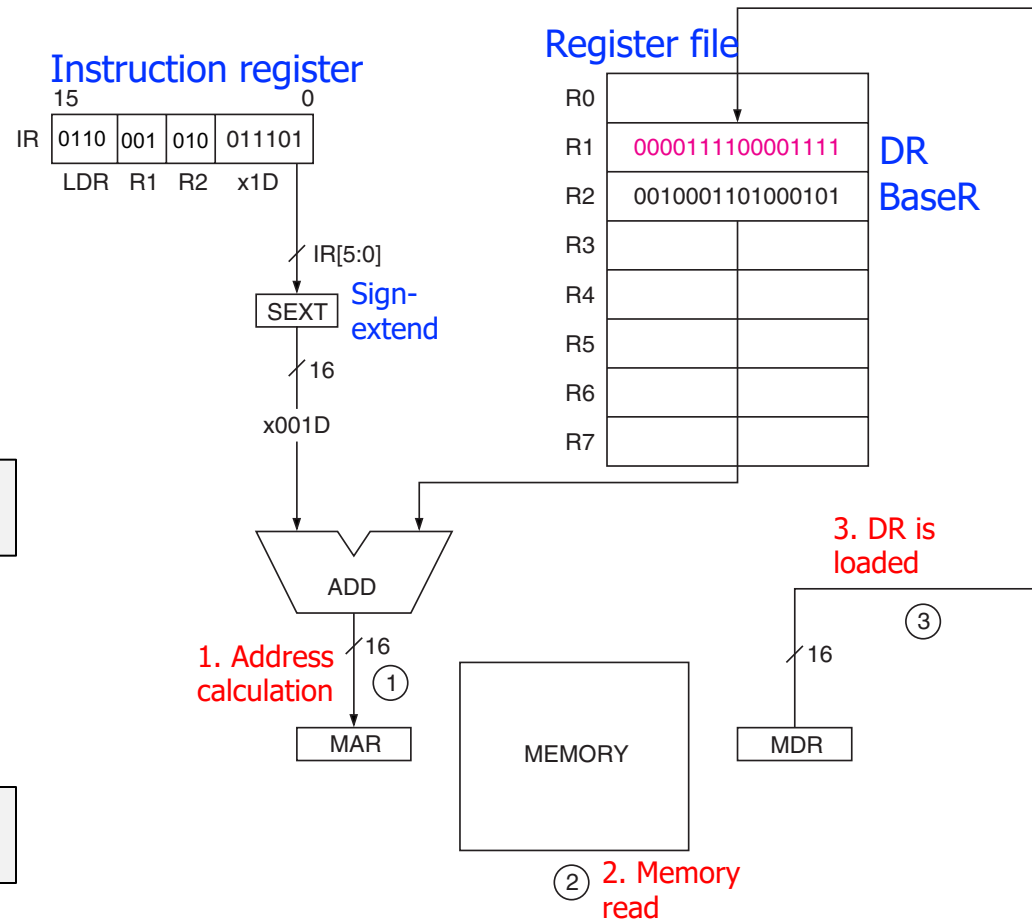 Instruction register
15 0
IR 0110 001 010 011101
LDR R1 R2 x1D
IR[5:0]
SEXT
Sign-
extend
16
x001D
ADD
16
1. Address
calculation
1
MAR
Register file
R0
R1 0000111100001111 DR
R2 0010001101000101 BaseR
R3
R4
R5
R6
R7
MEMORY
2
2. Memory
read
3. DR is
loaded
3
16
MDR